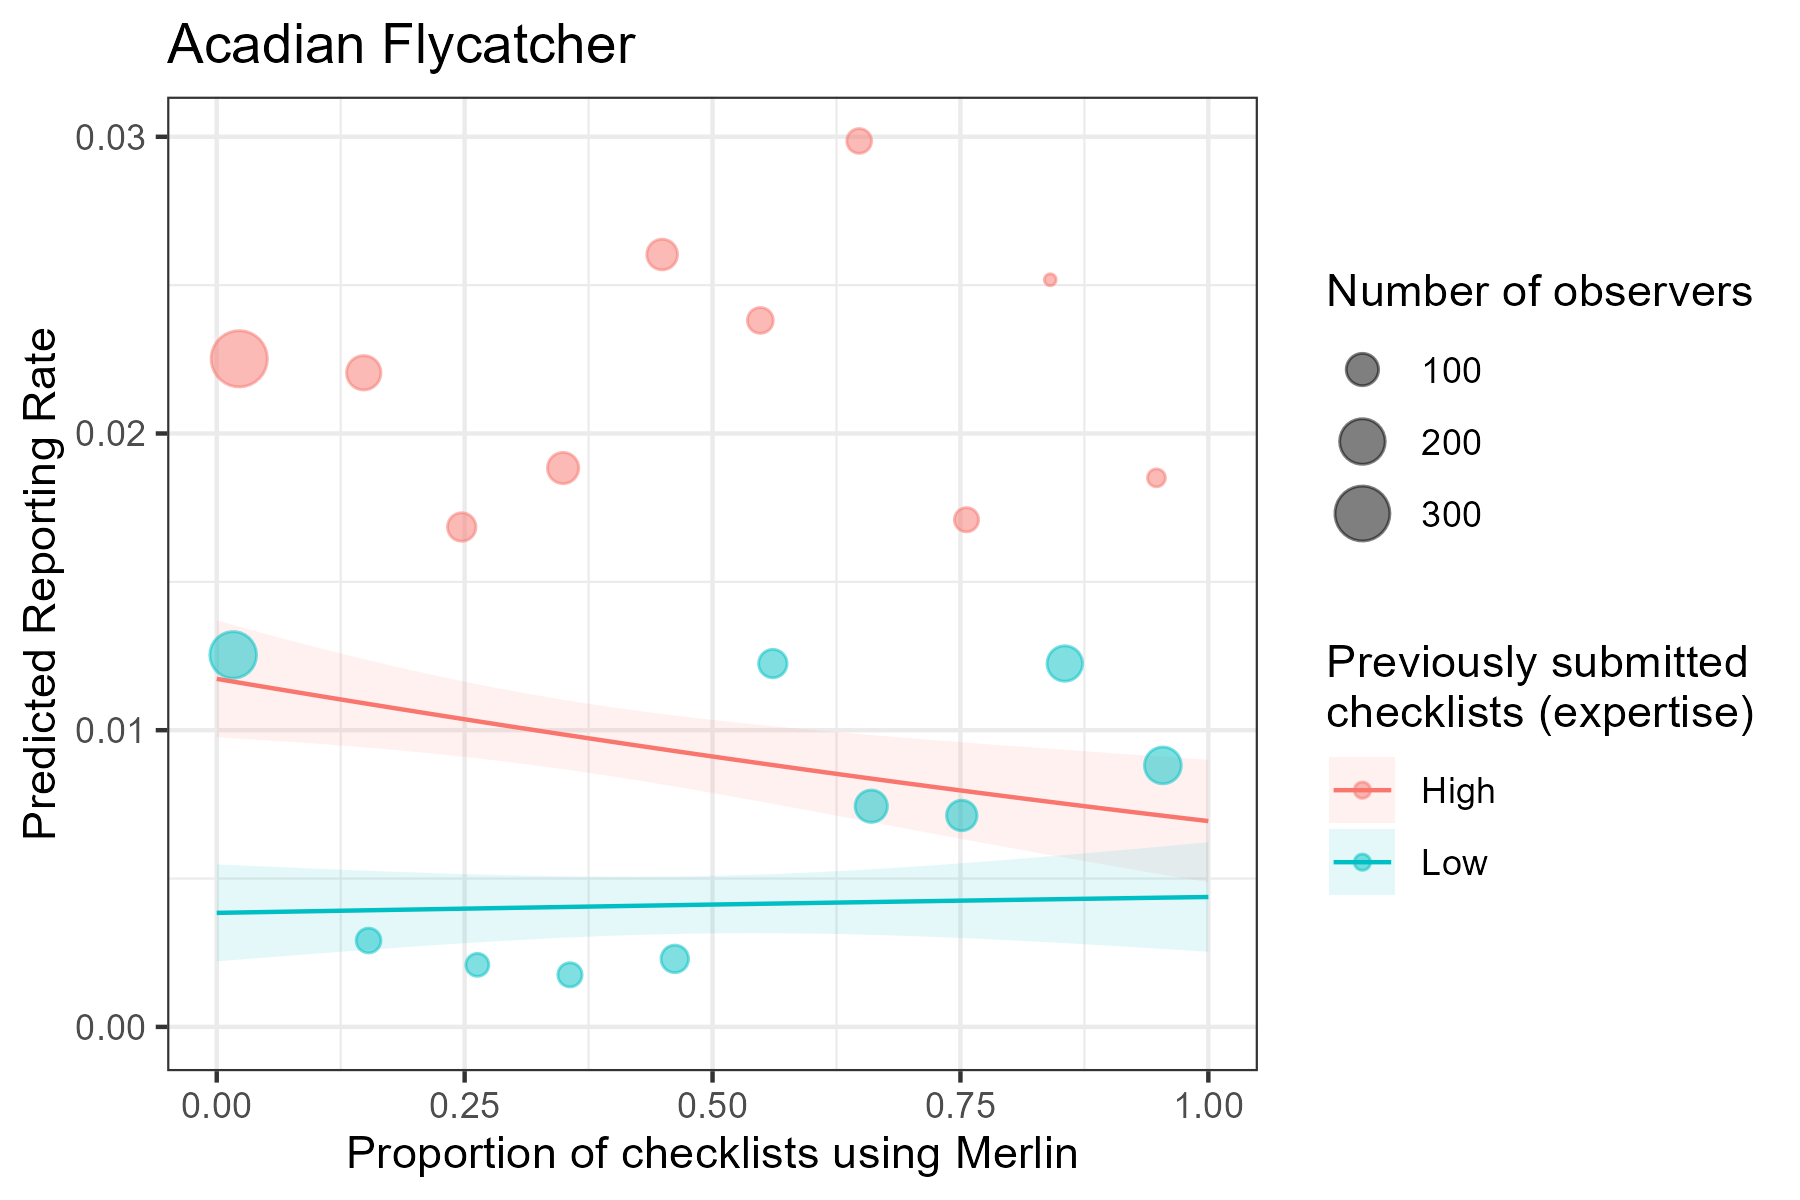 Acadian Flycatcher
Predicted Reporting Rate
0.03
0.02
0.01
0.00
0.00 0.25 0.50 0.75 1.00
Proportion of checklists using Merlin
Number of observers
100
200
300
Previously submitted
checklists (expertise)
High
Low